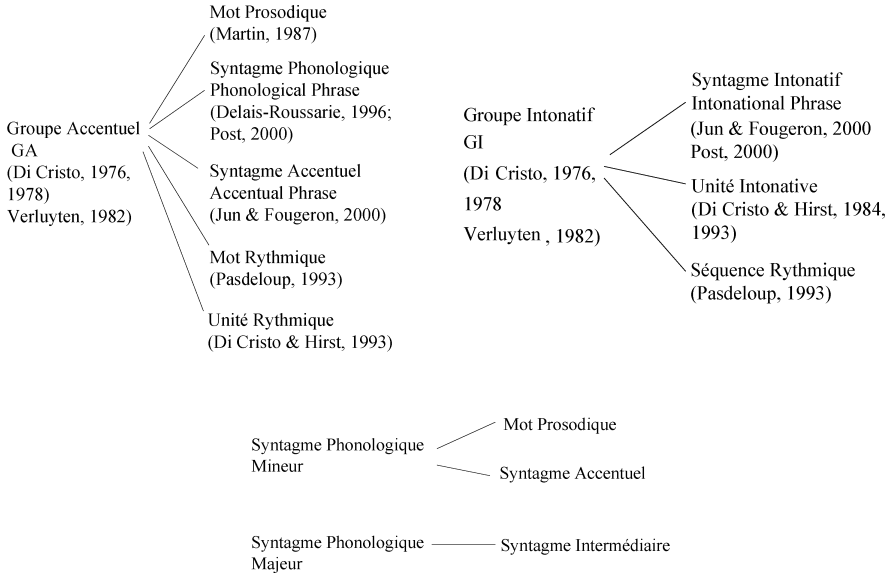 Groupe Accentuel
GA
(Di Cristo, 1976,
1978)
Verluyten, 1982)
Mot Prosodique
(Martin, 1987)
Syntagme Phonologique
Phonological Phrase
(Delais-Roussarie, 1996;
Post, 2000)
Syntagme Accentuel
Accentual Phrase
(Jun & Fougeron, 2000)
Mot Rythmique
(Pasdeloup, 1993)
Unité Rythmique
(Di Cristo & Hirst, 1993)
Groupe Intonatif
GI
(Di Cristo, 1976,
1978
Verluyten , 1982)
Syntagme Intonatif
Intonational Phrase
(Jun & Fougeron, 2000
Post, 2000)
Unité Intonative
(Di Cristo & Hirst, 1984,
1993)
Séquence Rythmique
(Pasdeloup, 1993)
Syntagme Phonologique
Mineur
Mot Prosodique
Syntagme Accentuel
Syntagme Phonologique
Majeur
Syntagme Intermédiaire